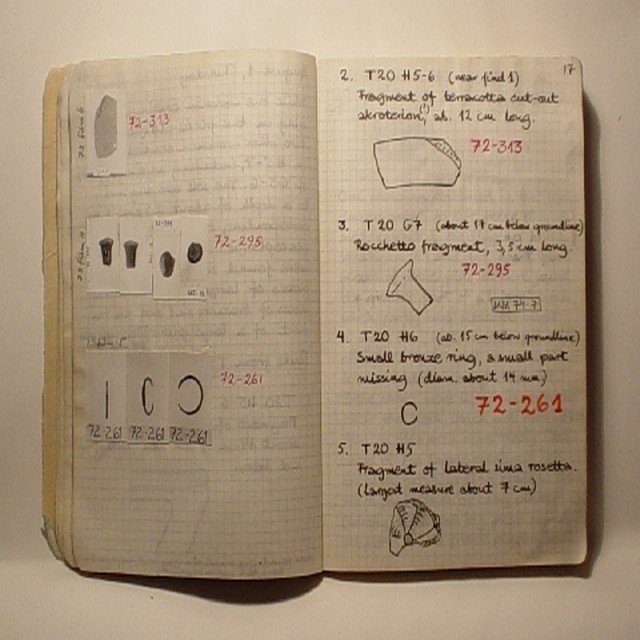 72-313
72-295
72-261
72-261 72-261 72-261
17
2. T20 H5-6 (near find 1)
Fragment of terracotta cut-out
akroterion(?), ab. 12 cm long.
72-313
3. T20 G7 (about 17 cm below groundline)
Rocchetto fragment, 3,5 cm long.
72-295
4. T20 H6 (ab. 15 cm below groundline)
Small bronze ring, a small part
missing (diam. about 14 mm)
72-261
5. T20 H5
Fragment of lateral sima rosetta.
(Largest measure about 7 cm)